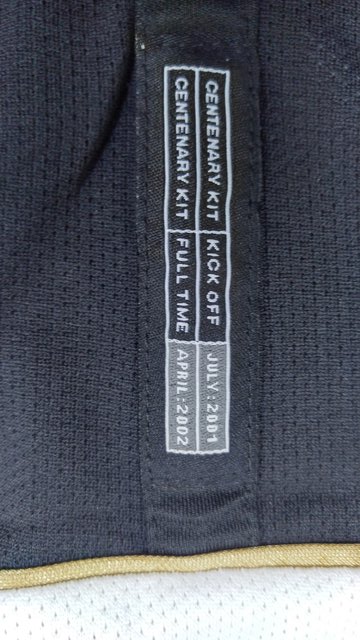 CENTENARY KIT KICK OFF JULY:2001
CENTENARY KIT FULL TIME APRIL:2002